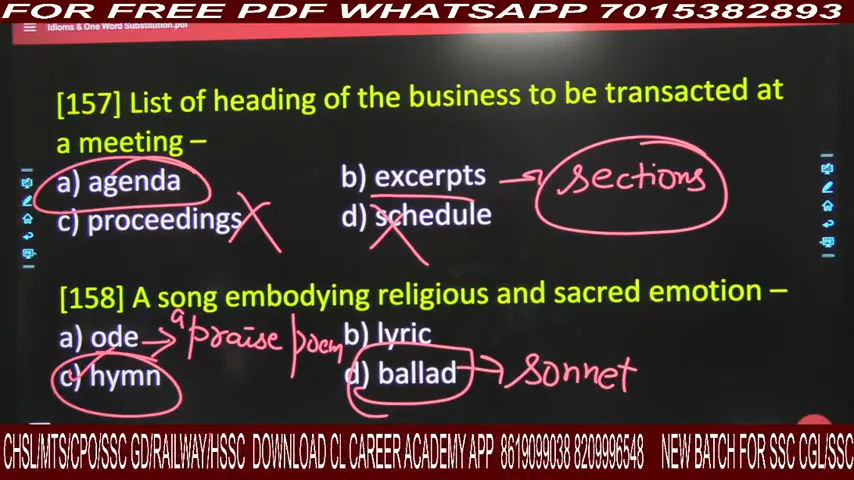 FOR FREE PDF WHATSAPP 7015382893
Idioms & One Word Substitution.pdf
[157] List of heading of the business to be transacted at
a meeting –
a) agenda b) excerpts → sections
c) proceedings d) schedule
[158] A song embodying religious and sacred emotion –
a) ode → a praise poem b) lyric
c) hymn d) ballad → sonnet
CHSL/MTS/CPO/SSC GD/RAILWAY/HSSC DOWNLOAD CL CAREER ACADEMY APP 8619099038 8209996548 NEW BATCH FOR SSC CGL/SSC